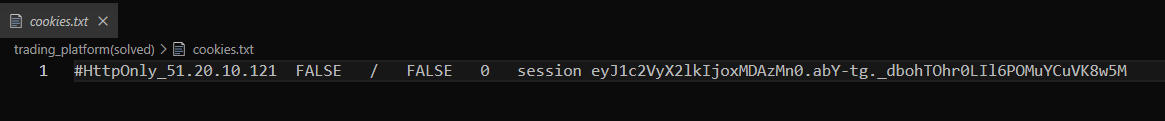 cookies.txt
trading_platform(solved) > cookies.txt
1 #HttpOnly_51.20.10.121 FALSE / FALSE 0 session eyJ1c2VyX2lkIjoxMDAzMn0.abY-tg._dbohTOhr0LIl6POMuYCuVK8w5M